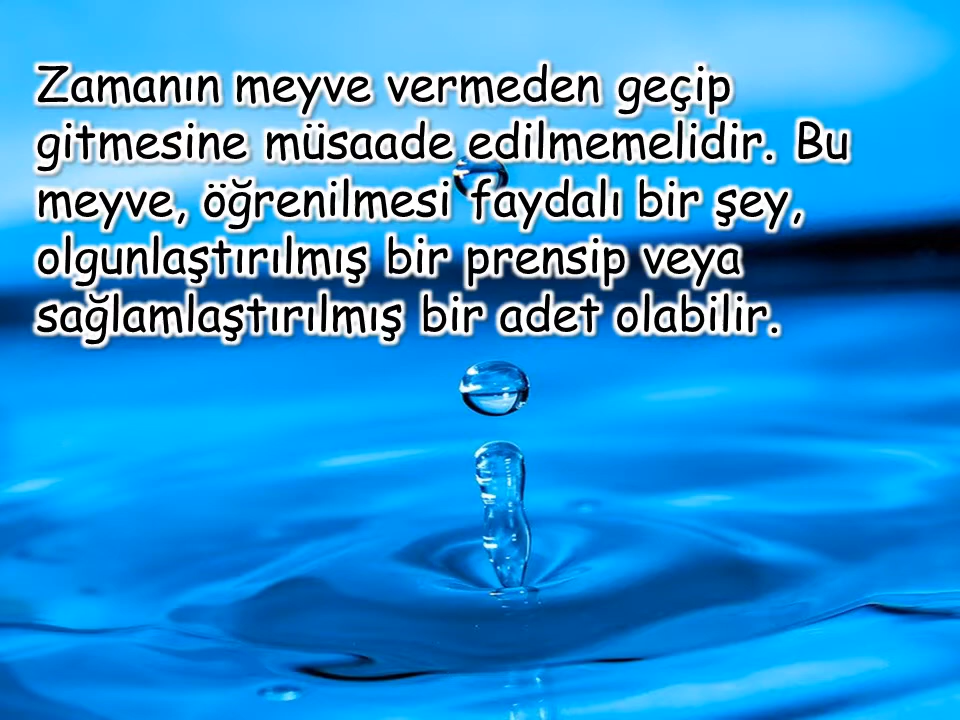 Zamanın meyve vermeden geçip
gitmesine müsaade edilmemelidir. Bu
meyve, öğrenilmesi faydalı bir şey,
olgunlaştırılmış bir prensip veya
sağlamlaştırılmış bir adet olabilir.